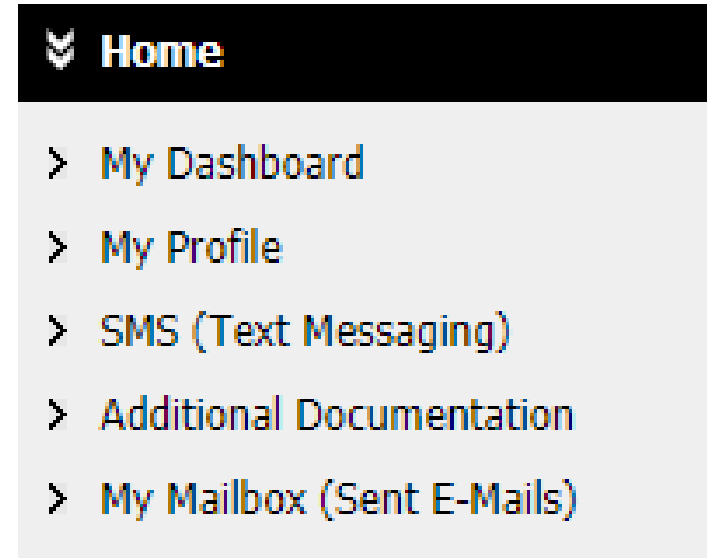 Home
My Dashboard
My Profile
SMS (Text Messaging)
Additional Documentation
My Mailbox (Sent E-Mails)